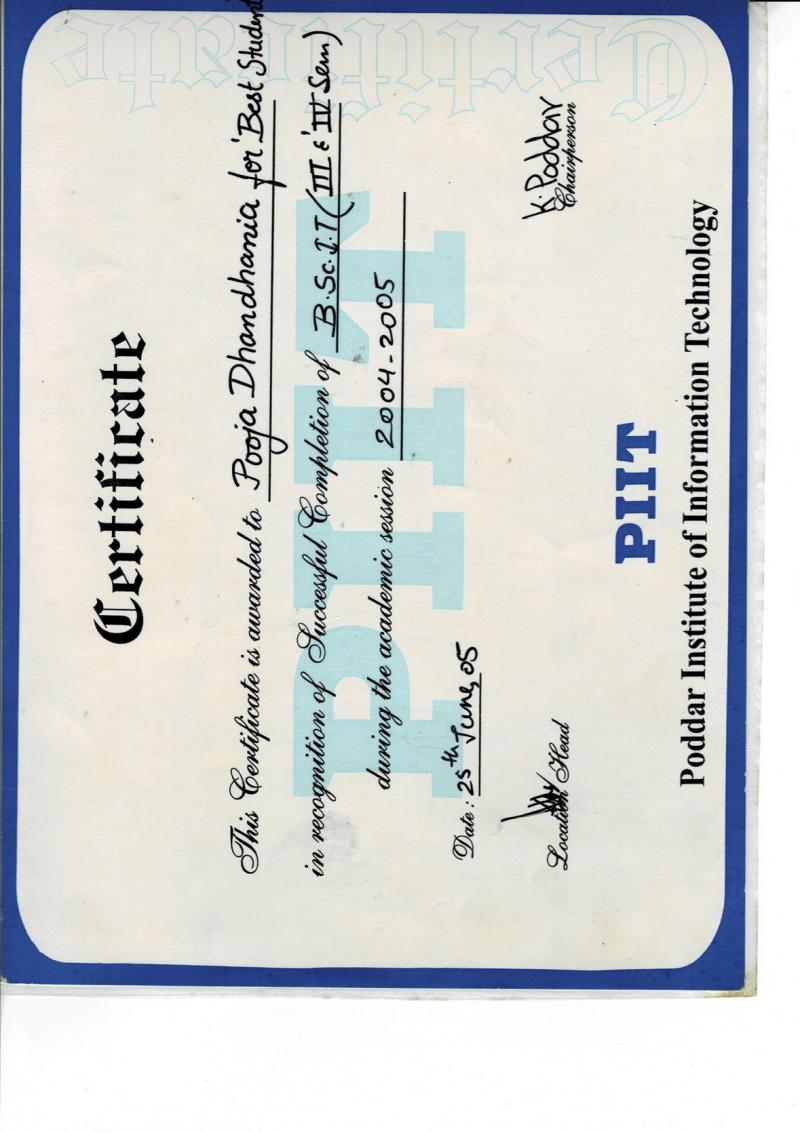 Certificate
Certificate
This Certificate is awarded to Pooja Dhandhania for 'Best Student'
in recognition of Successful Completion of B.Sc.I.T (III & IV Sem)
during the academic session 2004-2005
PIIT
Date: 25th June, 05
K. Poddar
Location Head
Chairperson
PIIT
Poddar Institute of Information Technology